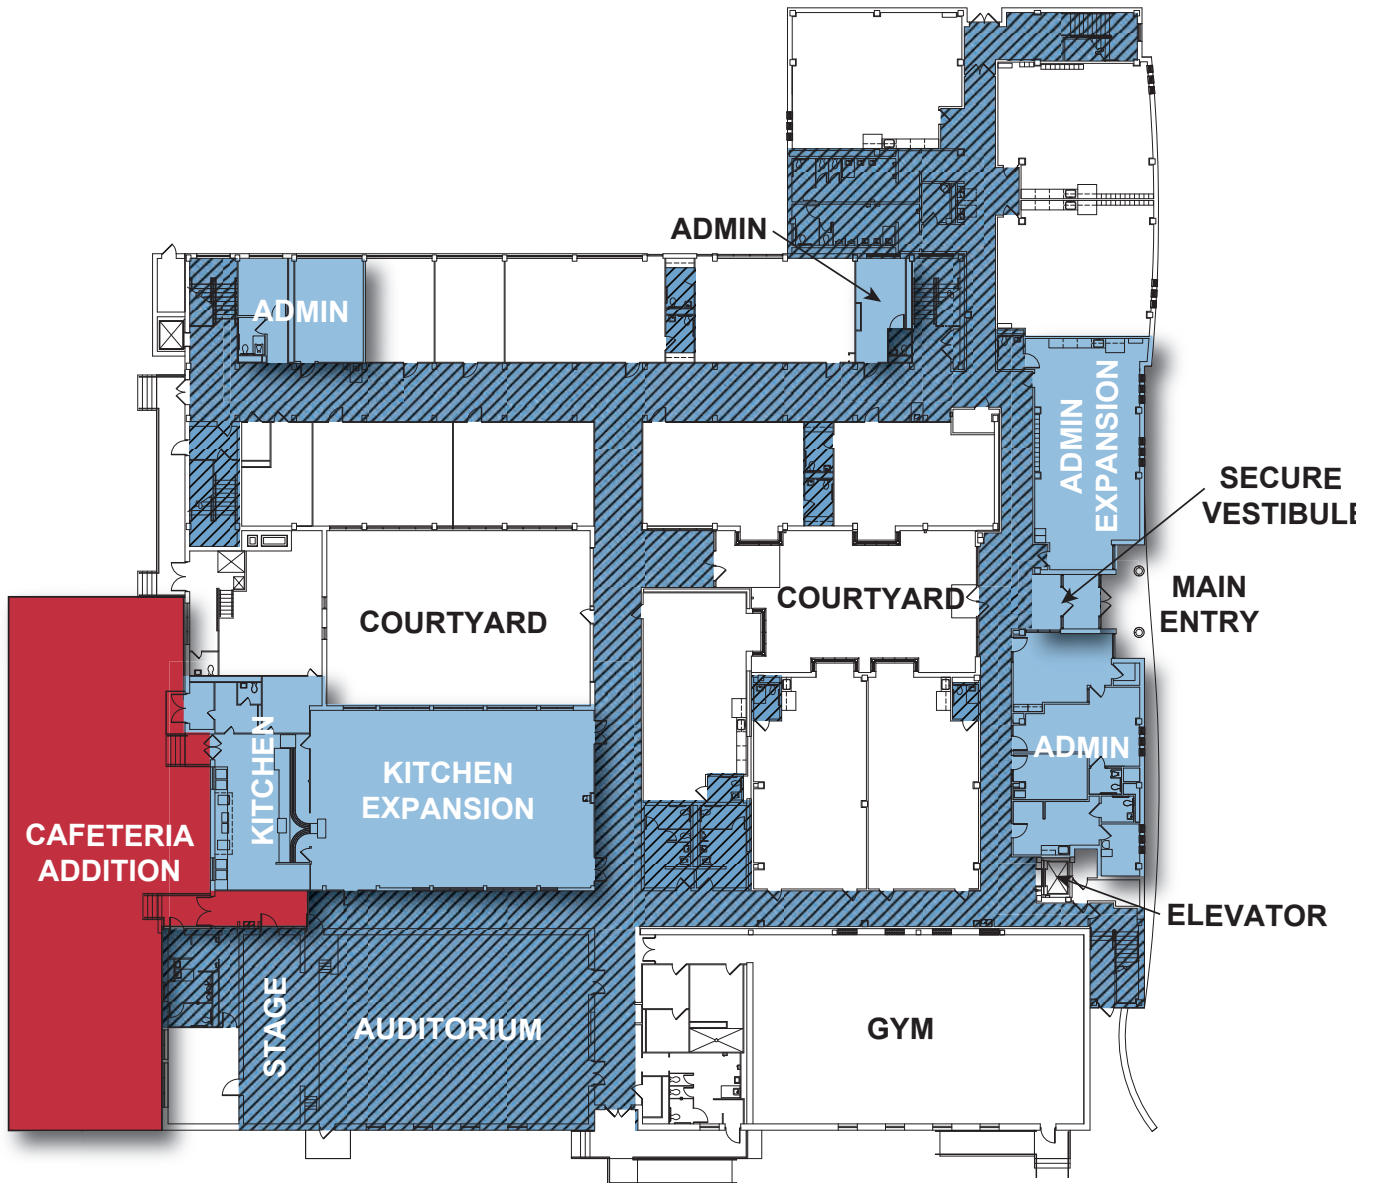 ADMIN
ADMIN
ADMIN
EXPANSION
SECURE
VESTIBULE
MAIN
ENTRY
COURTYARD
COURTYARD
KITCHEN
KITCHEN
EXPANSION
ADMIN
CAFETERIA
ADDITION
ELEVATOR
STAGE
AUDITORIUM
GYM